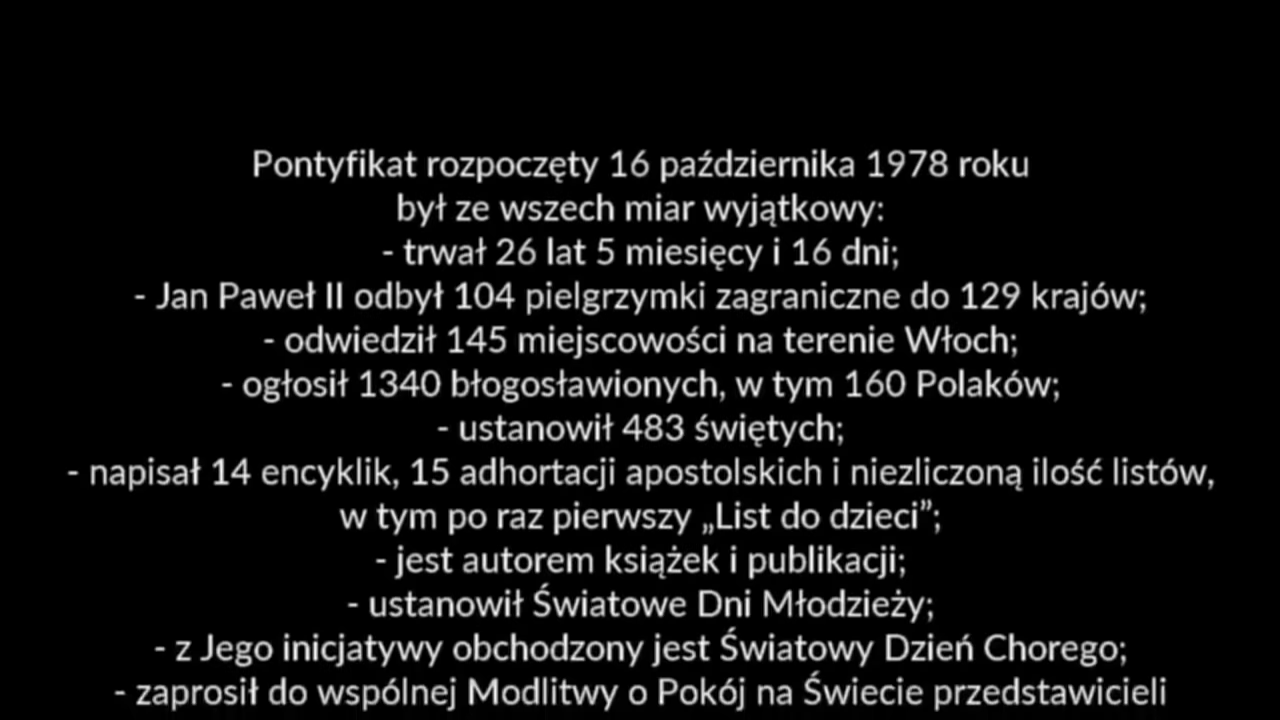 Pontyfikat rozpoczęty 16 października 1978 roku
był ze wszech miar wyjątkowy:
- trwał 26 lat 5 miesięcy i 16 dni;
- Jan Paweł II odbył 104 pielgrzymki zagraniczne do 129 krajów;
- odwiedził 145 miejscowości na terenie Włoch;
- ogłosił 1340 błogosławionych, w tym 160 Polaków;
- ustanowił 483 świętych;
- napisał 14 encyklik, 15 adhortacji apostolskich i niezliczoną ilość listów,
w tym po raz pierwszy „List do dzieci”;
- jest autorem książek i publikacji;
- ustanowił Światowe Dni Młodzieży;
- z Jego inicjatywy obchodzony jest Światowy Dzień Chorego;
- zaprosił do wspólnej Modlitwy o Pokój na Świecie przedstawicieli